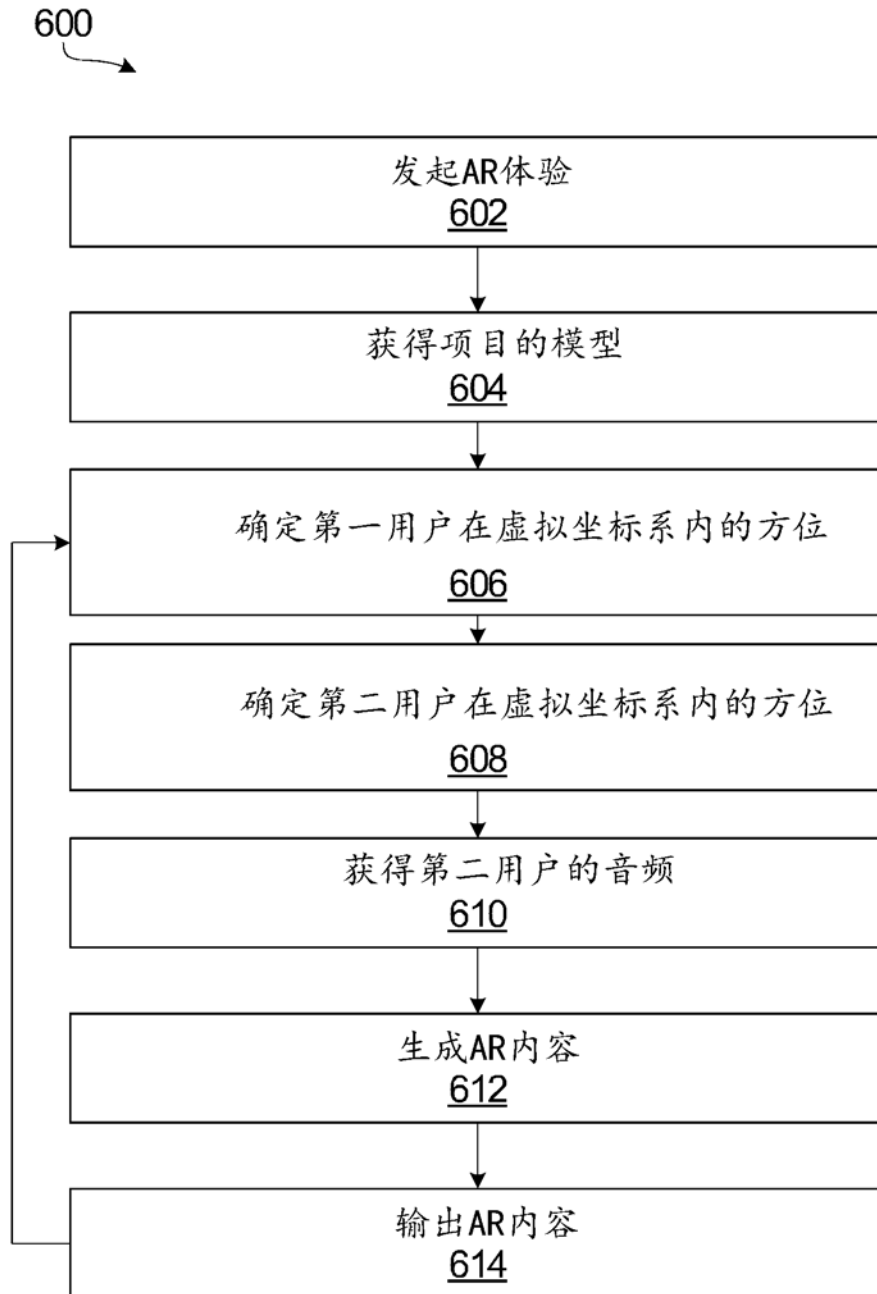 600
发起AR体验
602
获得项目的模型
604
确定第一用户在虚拟坐标系内的方位
606
确定第二用户在虚拟坐标系内的方位
608
获得第二用户的音频
610
生成AR内容
612
输出AR内容
614